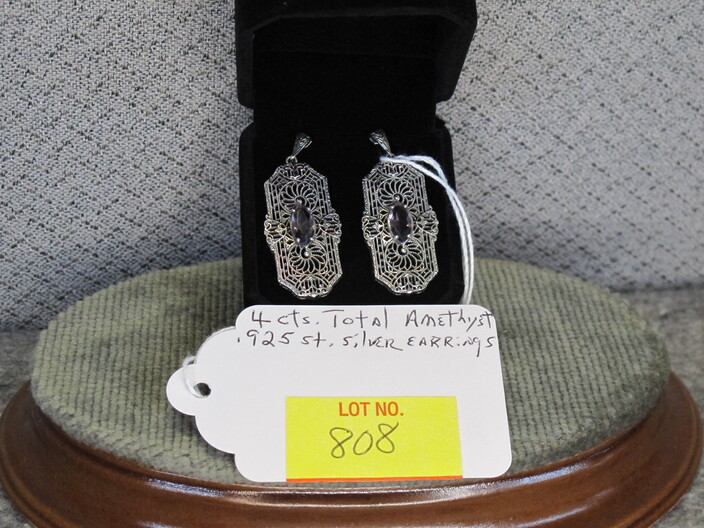 4 cts. Total Amethyst
.925 st. silver earrings
LOT NO.
808